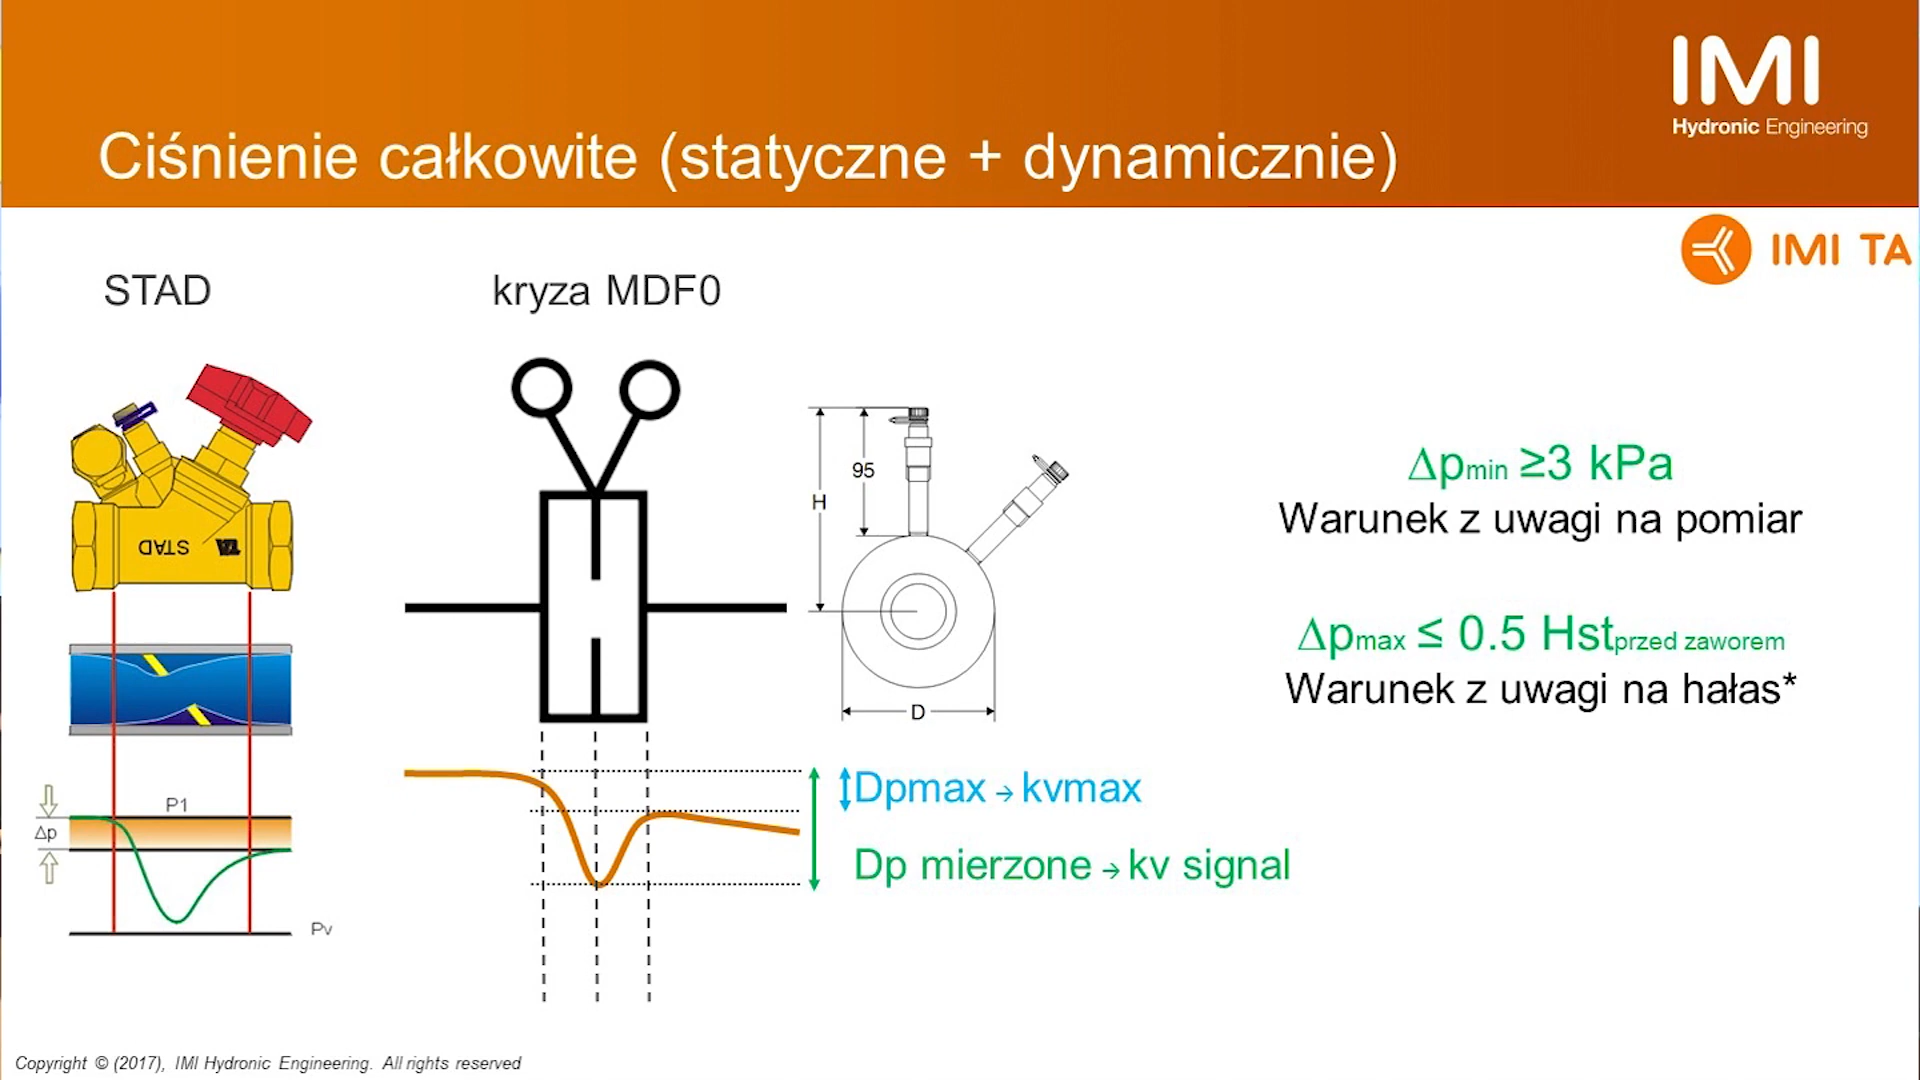 IMI
Hydronic Engineering
Ciśnienie całkowite (statyczne + dynamicznie)
IMI TA
STAD
kryza MDF0
95
H
D
STAD
TA
Δpmin ≥3 kPa
Warunek z uwagi na pomiar
Δpmax ≤ 0.5 Hstprzed zaworem
Warunek z uwagi na hałas*
P1
Δp
Pv
Dpmax → kvmax
Dp mierzone → kv signal
Copyright © (2017), IMI Hydronic Engineering. All rights reserved